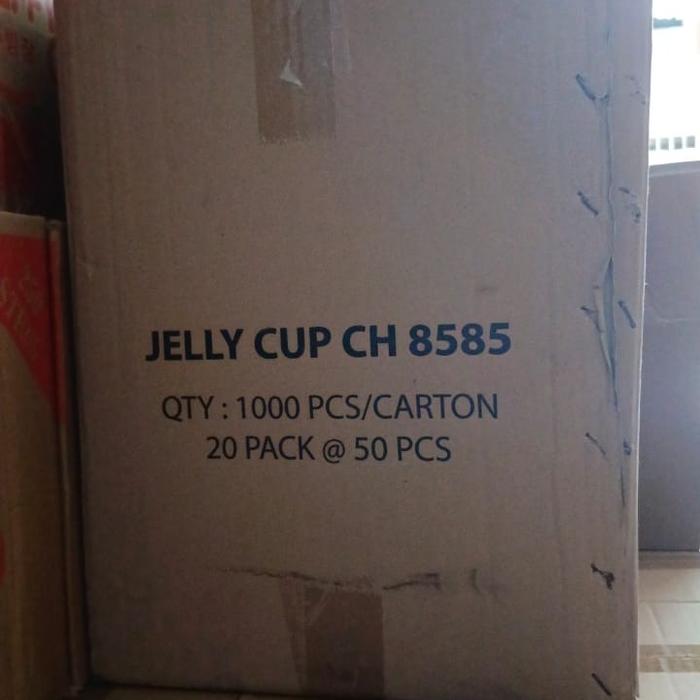 JELLY CUP CH 8585
QTY : 1000 PCS/CARTON
20 PACK @ 50 PCS